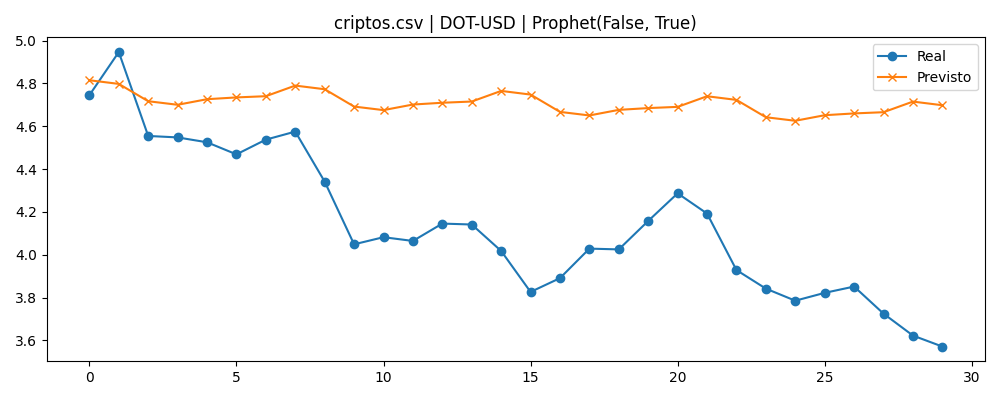 criptos.csv | DOT-USD | Prophet(False, True)
Real
Previsto
5.0
4.8
4.6
4.4
4.2
4.0
3.8
3.6
0 5 10 15 20 25 30